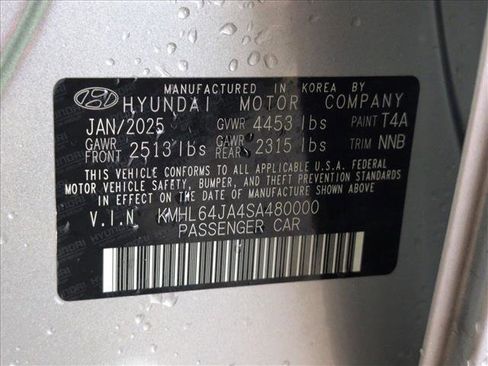 MANUFACTURED IN KOREA BY
HYUNDAI MOTOR COMPANY
JAN/2025 GVWR 4453 lbs PAINT T4A
GAWR FRONT 2513 lbs GAWR REAR 2315 lbs TRIM NNB
THIS VEHICLE CONFORMS TO ALL APPLICABLE U.S.A. FEDERAL
MOTOR VEHICLE SAFETY, BUMPER, AND THEFT PREVENTION STANDARDS
IN EFFECT ON THE DATE OF MANUFACTURE SHOWN ABOVE
V.I.N KMHL64JA4SA480000
PASSENGER CAR